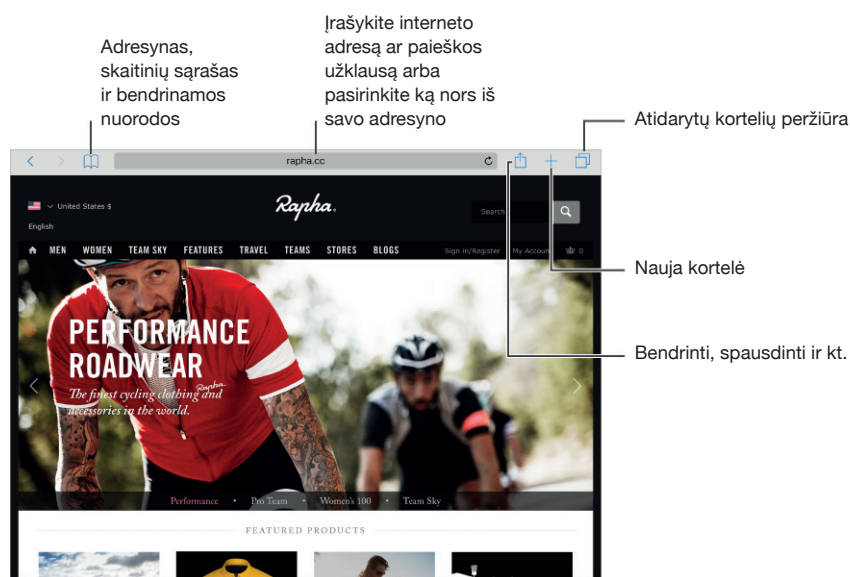 Adresynas,
skaitinių sąrašas
ir bendrinamos
nuorodos
Įrašykite interneto
adresą ar paieškos
užklausą arba
pasirinkite ką nors iš
savo adresyno
Atidarytų kortelių peržiūra
rapha.cc
United States $
English
Rapha.
Search
MEN WOMEN TEAM SKY FEATURES TRAVEL TEAMS STORES BLOGS Sign In/Register My Account 0
Nauja kortelė
Bendrinti, spausdinti ir kt.
PERFORMANCE
ROADWEAR
Rapha
The finest cycling clothing and
accessories in the world.
Performance • Pro Team • Women's 100 • Team Sky
FEATURED PRODUCTS